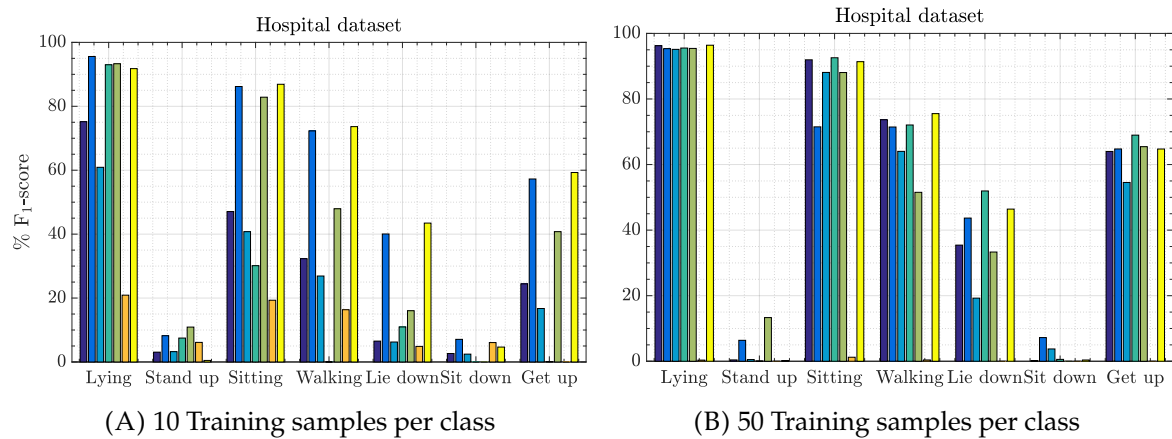 Hospital dataset
% F1-score
100
80
60
40
20
0
Lying Stand up Sitting Walking Lie down Sit down Get up
(A) 10 Training samples per class
Hospital dataset
100
80
60
40
20
0
Lying Stand up Sitting Walking Lie down Sit down Get up
(B) 50 Training samples per class